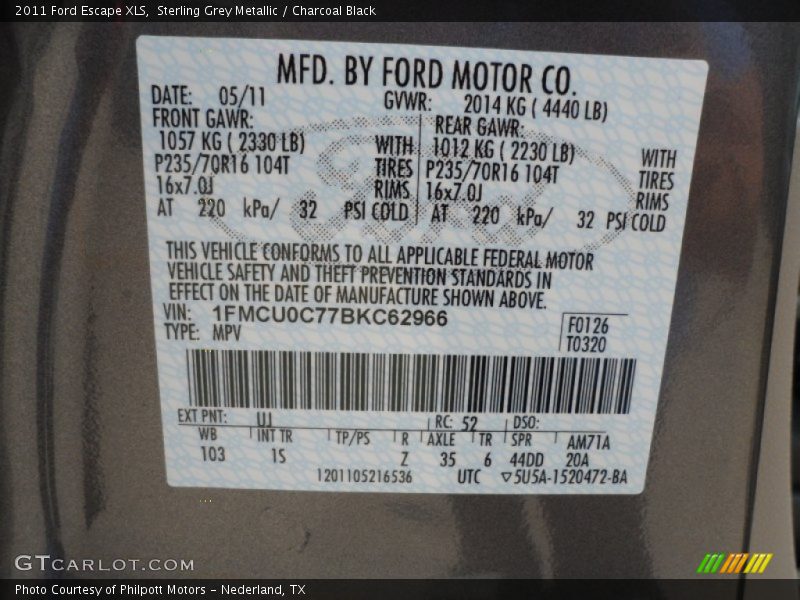 2011 Ford Escape XLS, Sterling Grey Metallic / Charcoal Black
MFD. BY FORD MOTOR CO.
DATE: 05/11 GVWR: 2014 KG ( 4440 LB)
FRONT GAWR: REAR GAWR:
1057 KG ( 2330 LB) WITH 1012 KG ( 2230 LB) WITH
P235/70R16 104T TIRES P235/70R16 104T TIRES
16x7.0J RIMS 16x7.0J RIMS
AT 220 kPa/ 32 PSI COLD AT 220 kPa/ 32 PSI COLD
THIS VEHICLE CONFORMS TO ALL APPLICABLE FEDERAL MOTOR
VEHICLE SAFETY AND THEFT PREVENTION STANDARDS IN
EFFECT ON THE DATE OF MANUFACTURE SHOWN ABOVE.
VIN: 1FMCU0C77BKC62966
TYPE: MPV
F0126
T0320
EXT PNT: UJ RC: 52 DSO:
WB INT TR TP/PS R AXLE TR SPR AM71A
103 1S Z 35 6 44DD 20A
1201105216536 UTC ▽5U5A-1520472-BA
Ford
GTCARLOT.COM
Photo Courtesy of Philpott Motors - Nederland, TX